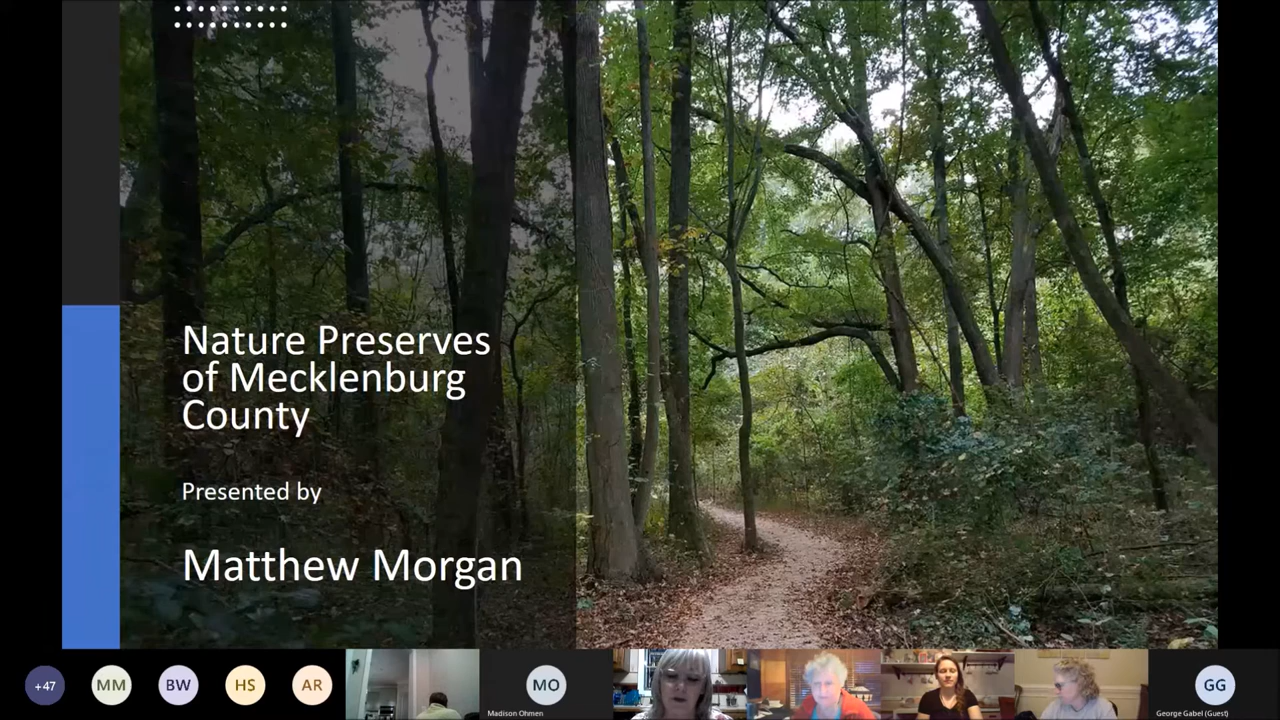 Nature Preserves
of Mecklenburg
County
Presented by
Matthew Morgan
+47
MM
BW
HS
AR
MO
Madison Ohmen
GG
George Gabel (Guest)